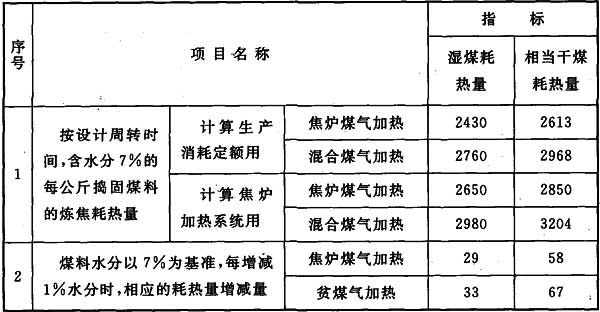 序号 项目名称 指标
湿煤耗热量 相当干煤耗热量
1 按设计周转时间,含水分7%的每公斤捣固煤料的炼焦耗热量 计算生产消耗定额用 焦炉煤气加热 2430 2613
混合煤气加热 2760 2968
计算焦炉加热系统用 焦炉煤气加热 2650 2850
混合煤气加热 2980 3204
2 煤料水分以7%为基准,每增减1%水分时,相应的耗热量增减量 焦炉煤气加热 29 58
贫煤气加热 33 67